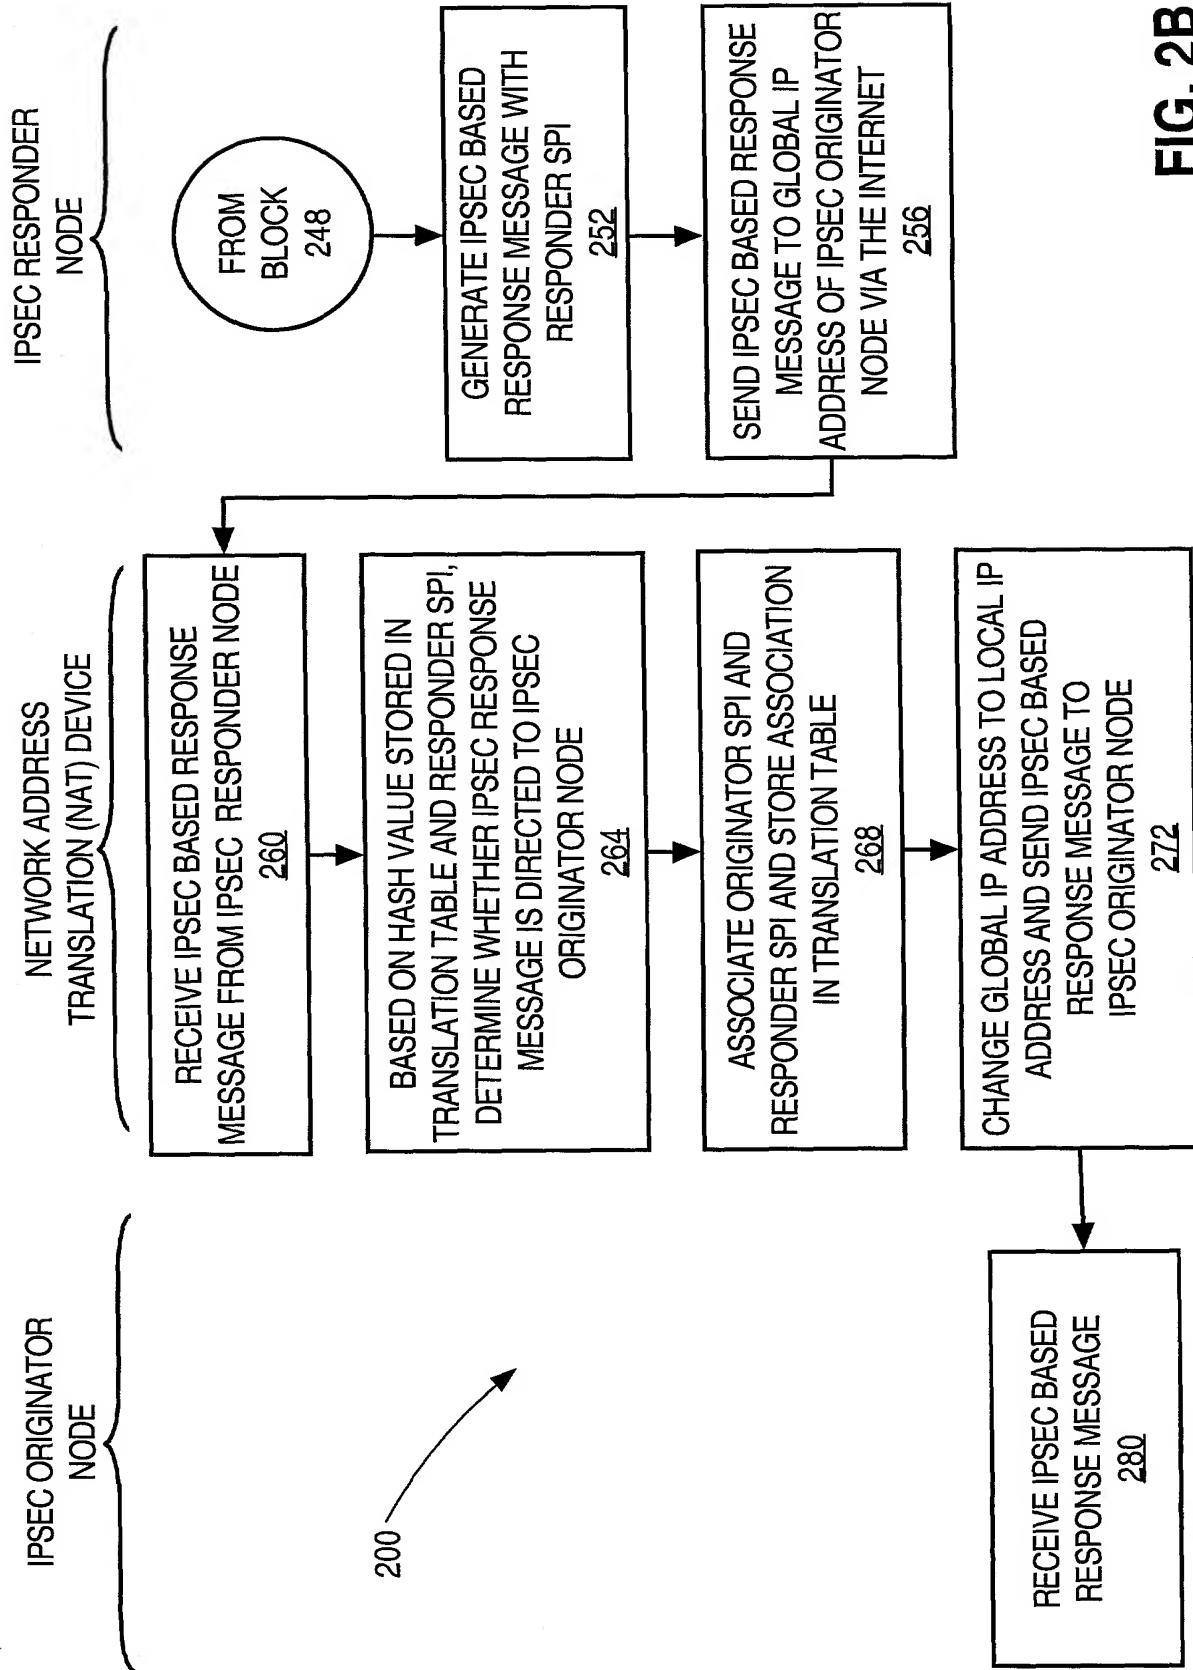 IPSEC ORIGINATOR
NODE
NETWORK ADDRESS
TRANSLATION (NAT) DEVICE
IPSEC RESPONDER
NODE
FROM
BLOCK
248
GENERATE IPSEC BASED
RESPONSE MESSAGE WITH
RESPONDER SPI
252
SEND IPSEC BASED RESPONSE
MESSAGE TO GLOBAL IP
ADDRESS OF IPSEC ORIGINATOR
NODE VIA THE INTERNET
256
RECEIVE IPSEC BASED RESPONSE
MESSAGE FROM IPSEC RESPONDER NODE
260
BASED ON HASH VALUE STORED IN
TRANSLATION TABLE AND RESPONDER SPI,
DETERMINE WHETHER IPSEC RESPONSE
MESSAGE IS DIRECTED TO IPSEC
ORIGINATOR NODE
264
ASSOCIATE ORIGINATOR SPI AND
RESPONDER SPI AND STORE ASSOCIATION
IN TRANSLATION TABLE
268
CHANGE GLOBAL IP ADDRESS TO LOCAL IP
ADDRESS AND SEND IPSEC BASED
RESPONSE MESSAGE TO
IPSEC ORIGINATOR NODE
272
RECEIVE IPSEC BASED
RESPONSE MESSAGE
280
200
FIG. 2B